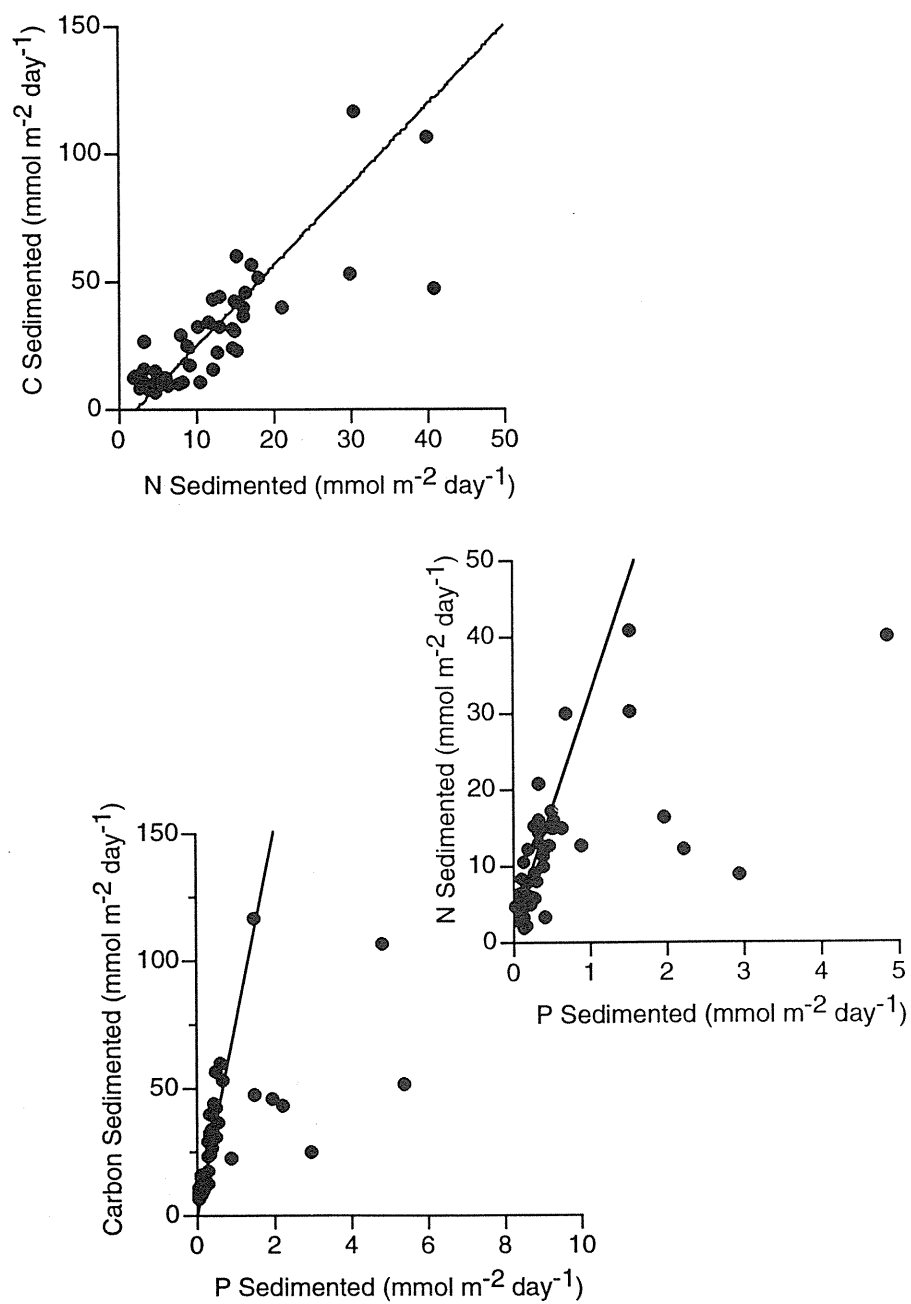 C Sedimented (mmol m-2 day-1)
150
100
50
0
0 10 20 30 40 50
N Sedimented (mmol m-2 day-1)
N Sedimented (mmol m-2 day-1)
50
40
30
20
10
0
0 1 2 3 4 5
P Sedimented (mmol m-2 day-1)
Carbon Sedimented (mmol m-2 day-1)
150
100
50
0
0 2 4 6 8 10
P Sedimented (mmol m-2 day-1)